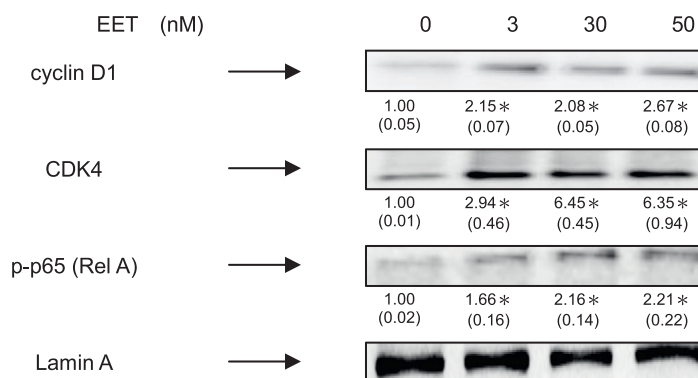 EET (nM) 0 3 30 50
cyclin D1
1.00 2.15* 2.08* 2.67*
(0.05) (0.07) (0.05) (0.08)
CDK4
1.00 2.94* 6.45* 6.35*
(0.01) (0.46) (0.45) (0.94)
p-p65 (Rel A)
1.00 1.66* 2.16* 2.21*
(0.02) (0.16) (0.14) (0.22)
Lamin A